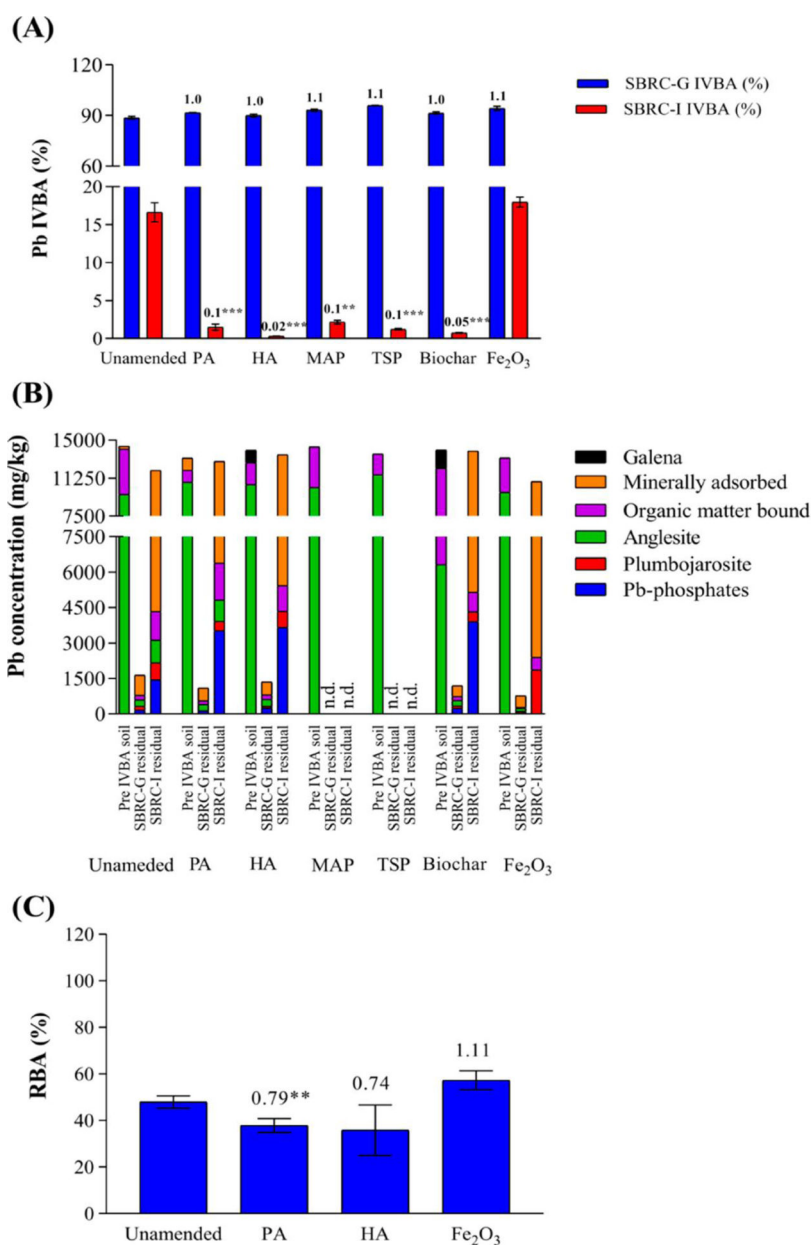 (A)
120
90
60
20
15
10
5
0
Pb IVBA (%)
1.0
1.0
1.1
1.1
1.0
1.1
0.1***
0.02***
0.1**
0.1***
0.05***
Unamended PA HA MAP TSP Biochar Fe₂O₃
SBRC-G IVBA (%)
SBRC-I IVBA (%)
(B)
15000
11250
7500
7500
6000
4500
3000
1500
0
Pb concentration (mg/kg)
n.d.
n.d.
n.d.
n.d.
Galena
Minerally adsorbed
Organic matter bound
Anglesite
Plumbojarosite
Pb-phosphates
Pre IVBA soil
SBRC-G residual
SBRC-I residual
Pre IVBA soil
SBRC-G residual
SBRC-I residual
Pre IVBA soil
SBRC-G residual
SBRC-I residual
Pre IVBA soil
SBRC-G residual
SBRC-I residual
Pre IVBA soil
SBRC-G residual
SBRC-I residual
Pre IVBA soil
SBRC-G residual
SBRC-I residual
Pre IVBA soil
SBRC-G residual
SBRC-I residual
Unameded PA HA MAP TSP Biochar Fe₂O₃
(C)
120
100
80
60
40
20
0
RBA (%)
0.79**
0.74
1.11
Unamended PA HA Fe₂O₃